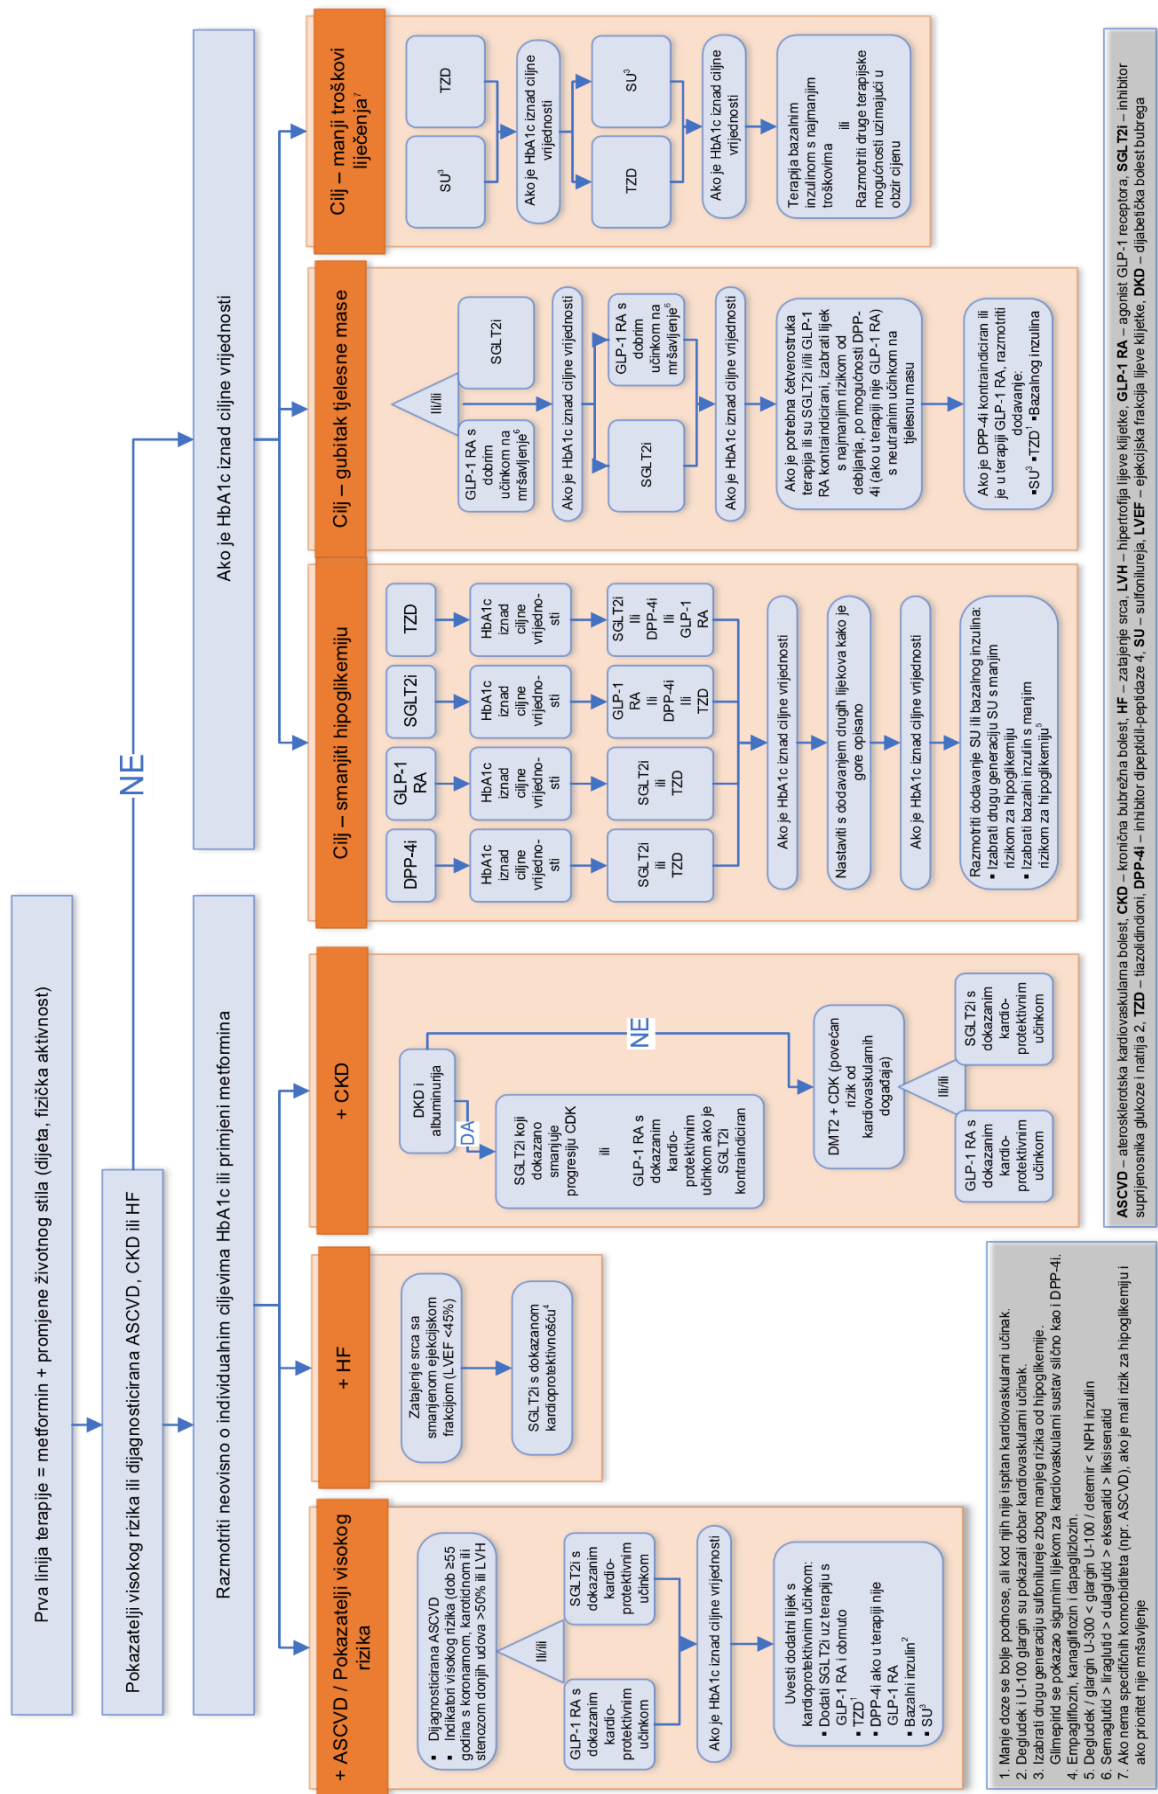 Prva linija terapije = metformin + promjene životnog stila (dijeta, fizička aktivnost)
Pokazatelji visokog rizika ili dijagnosticirana ASCVD, CKD ili HF
NE
Razmotriti neovisno o individualnim ciljevima HbA1c ili primjeni metformina
Ako je HbA1c iznad ciljne vrijednosti
+ ASCVD / Pokazatelji visokog
rizika
▪ Dijagnosticirana ASCVD
▪ Indikatori visokog rizika (dob ≥55
godina s koronarnom, karotidnom ili
stenozom donjih udova >50% ili LVH
Ili/ili
GLP-1 RA s
dokazanim
kardio-
protektivnim
učinkom
SGLT2i s
dokazanim
kardio-
protektivnim
učinkom
Ako je HbA1c iznad ciljne vrijednosti
Uvesti dodatni lijek s
kardioprotektivnim učinkom:
▪ Dodati SGLT2i uz terapiju s
GLP-1 RA i obrnuto
▪ TZD¹
▪ DPP-4i ako u terapiji nije
GLP-1 RA
▪ Bazalni inzulin²
▪ SU³
+ HF
Zatajenje srca sa
smanjenom ejekcijskom
frakcijom (LVEF <45%)
SGLT2i s dokazanom
kardioprotektivnošću⁴
+ CKD
DKD i
albuminurija
DA
NE
SGLT2i koji
dokazano
smanjuje
progresiju CDK
ili
GLP-1 RA s
dokazanim
kardio-
protektivnim
učinkom ako je
SGLT2i
kontraindiciran
DMT2 + CDK (povećan
rizik od
kardiovaskularnih
događaja)
Ili/ili
GLP-1 RA s
dokazanim
kardio-
protektivnim
učinkom
SGLT2i s
dokazanim
kardio-
protektivnim
učinkom
Cilj – smanjiti hipoglikemiju
DPP-4i
GLP-1
RA
SGLT2i
TZD
HbA1c
iznad
ciljne
vrijedno-
sti
HbA1c
iznad
ciljne
vrijedno-
sti
HbA1c
iznad
ciljne
vrijedno-
sti
HbA1c
iznad
ciljne
vrijedno-
sti
SGLT2i
ili
TZD
SGLT2i
ili
TZD
GLP-1
RA
Ili
DPP-4i
Ili
TZD
SGLT2i
Ili
DPP-4i
Ili
GLP-1
RA
Ako je HbA1c iznad ciljne vrijednosti
Nastaviti s dodavanjem drugih lijekova kako je
gore opisano
Ako je HbA1c iznad ciljne vrijednosti
Razmotriti dodavanje SU ili bazalnog inzulina:
▪ Izabrati drugu generaciju SU s manjim
rizikom za hipoglikemiju
▪ Izabrati bazalni inzulin s manjim
rizikom za hipoglikemiju⁵
Cilj – gubitak tjelesne mase
Ili/ili
GLP-1 RA s
dobrim
učinkom na
mršavljenje⁶
SGLT2i
Ako je HbA1c iznad ciljne vrijednosti
SGLT2i
GLP-1 RA s
dobrim
učinkom na
mršavljenje⁶
Ako je HbA1c iznad ciljne vrijednosti
Ako je potrebna četverostruka
terapija ili su SGLT2i i/ili GLP-1
RA kontraindicirani, izabrati lijek
s najmanjim rizikom od
debljanja, po mogućnosti DPP-
4i (ako u terapiji nije GLP-1 RA)
s neutralnim učinkom na
tjelesnu masu
Ako je DPP-4i kontraindiciran ili
je u terapiji GLP-1 RA, razmotriti
dodavanje:
▪SU³ ▪TZD¹ ▪Bazalnog inzulina
Cilj – manji troškovi
liječenja⁷
SU³
TZD
Ako je HbA1c iznad ciljne
vrijednosti
TZD
SU³
Ako je HbA1c iznad ciljne
vrijednosti
Terapija bazalnim
inzulinom s najmanjim
troškovima
ili
Razmotriti druge terapijske
mogućnosti uzimajući u
obzir cijenu
1. Manje doze se bolje podnose, ali kod njih nije ispitan kardiovaskularni učinak.
2. Degludek i U-100 glargin su pokazali dobar kardiovaskularni učinak.
3. Izabrati drugu generaciju sulfonilureje zbog manjeg rizika od hipoglikemije.
Glimepirid se pokazao sigurnim lijekom za kardiovaskularni sustav slično kao i DPP-4i.
4. Empagliflozin, kanagliflozin i dapaglizlozin.
5. Degludek / glargin U-300 < glargin U-100 / detemir < NPH inzulin
6. Semaglutid > liraglutid > dulaglutid > eksenatid > liksisenatid
7. Ako nema specifičnih komorbiditeta (npr. ASCVD), ako je mali rizik za hipoglikemiju i
ako prioritet nije mršavljenje
ASCVD – aterosklerotska kardiovaskularna bolest, CKD – kronična bubrežna bolest, HF – zatajenje srca, LVH – hipertrofija lijeve klijetke, GLP-1 RA – agonist GLP-1 receptora, SGLT2i – inhibitor
suprijenosnika glukoze i natrija 2, TZD – tiazolidindioni, DPP-4i – inhibitor dipeptidil-peptidaze 4, SU – sulfonilureja, LVEF – ejekcijska frakcija lijeve klijetke, DKD – dijabetička bolest bubrega